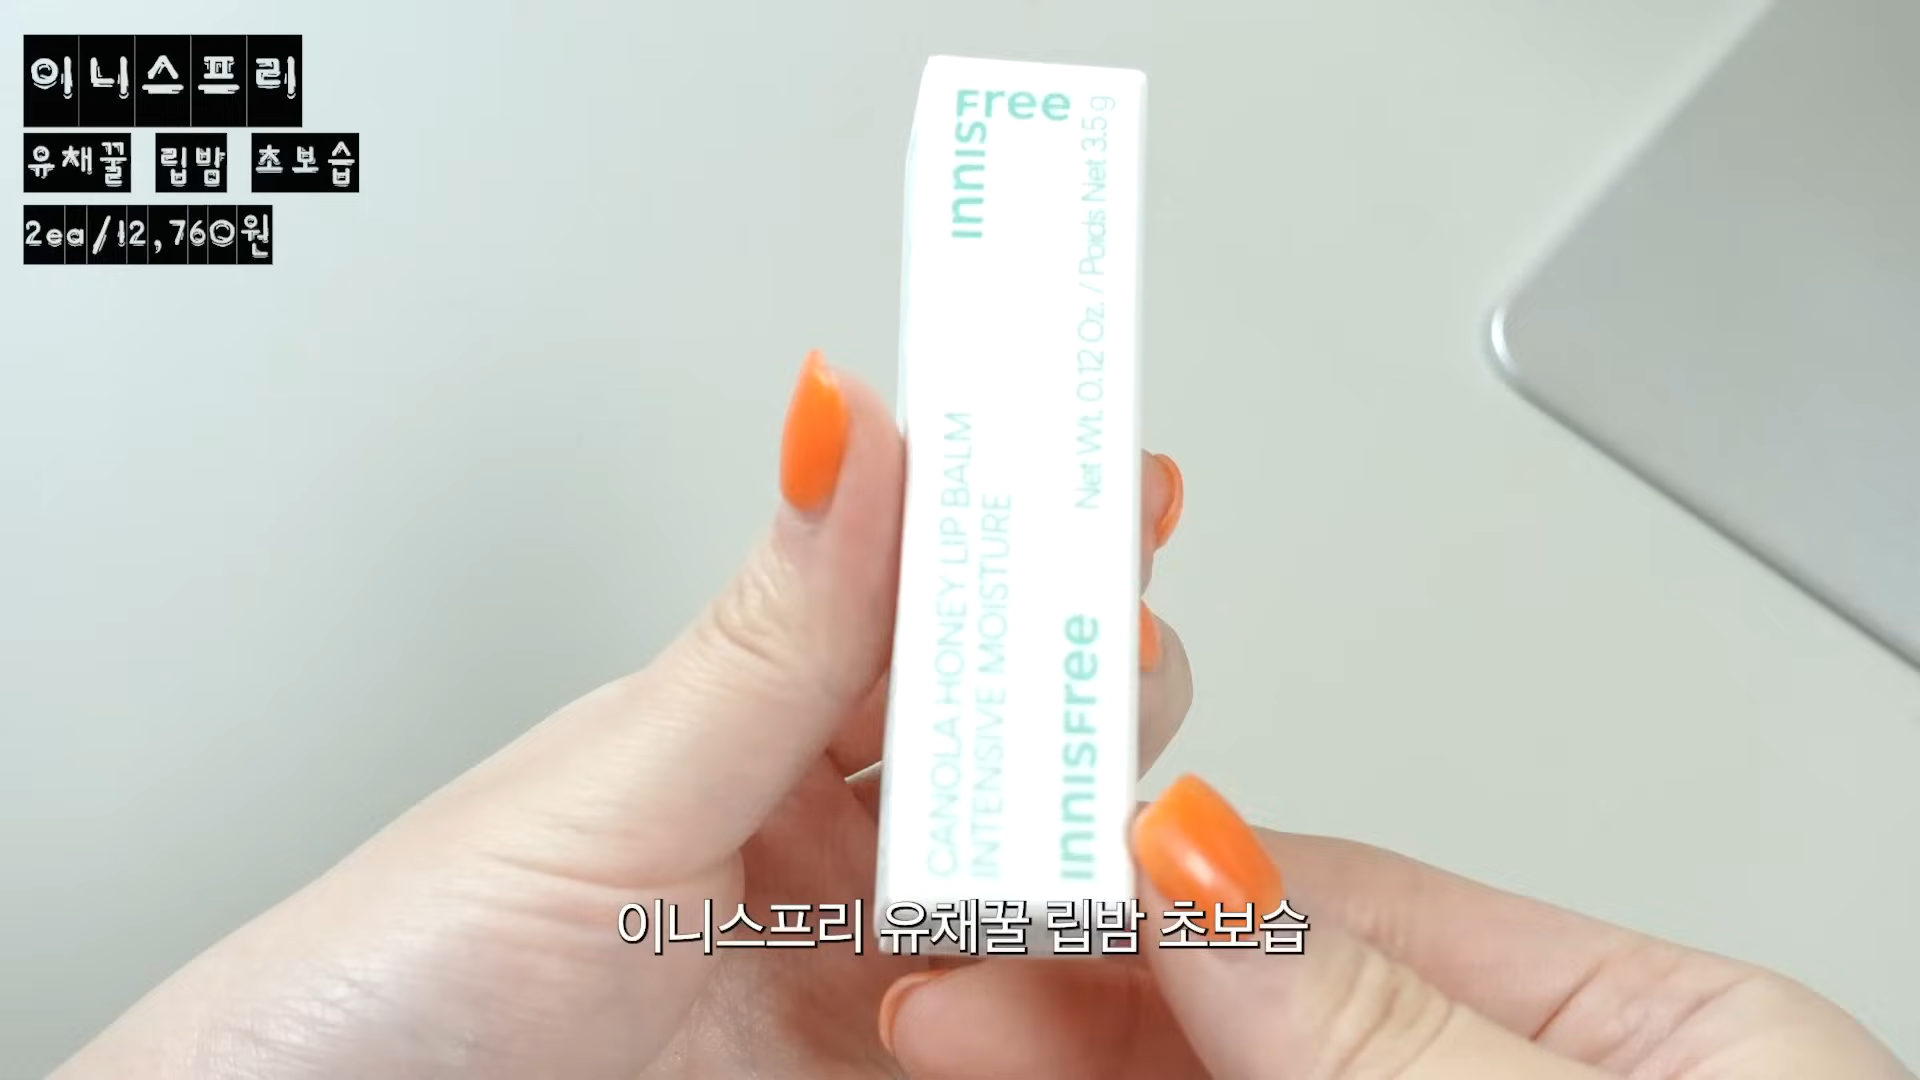 이니스프리
유채꿀 립밤 초보습
2ea/12,760원
InnisFree
Net Wt. 0.12 Oz. / Poids Net 3.5 g
CANOLA HONEY LIP BALM
INTENSIVE MOISTURE
InnisFree
이니스프리 유채꿀 립밤 초보습